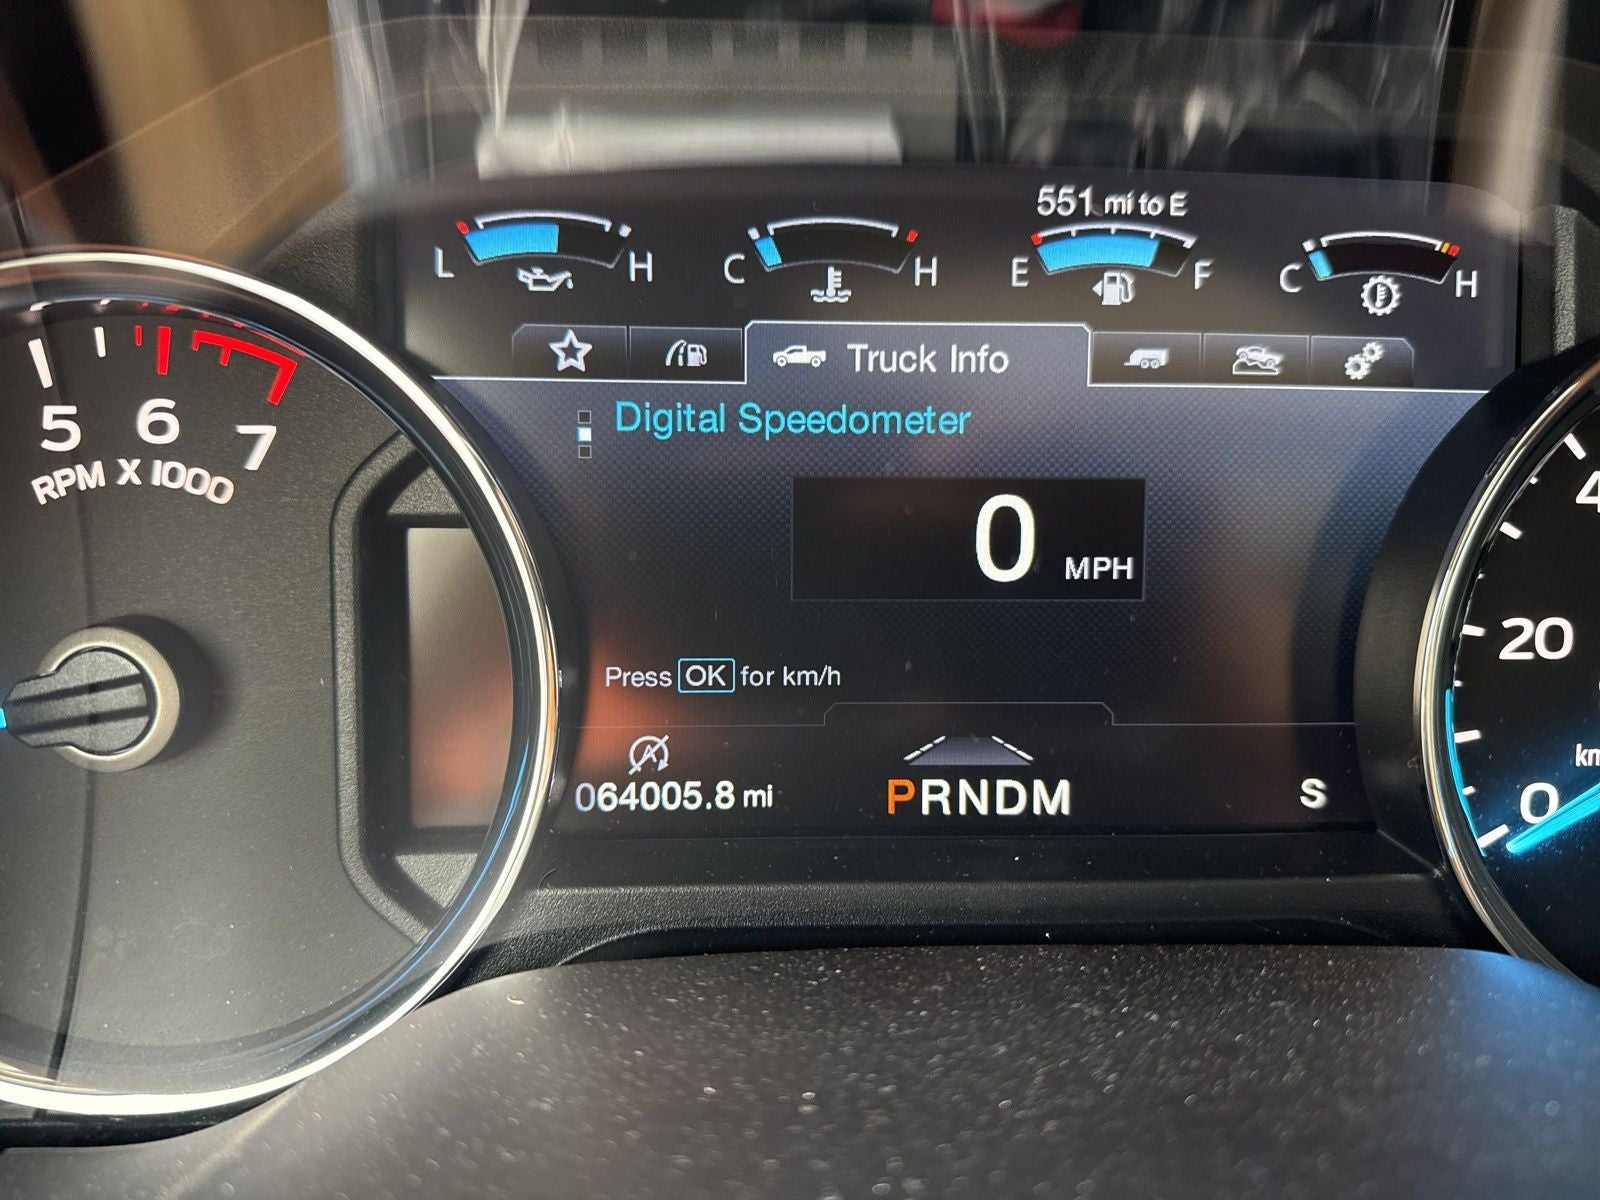 551 mi to E
L H C H E F C H
Truck Info
Digital Speedometer
5 6 7
RPM X 1000
0 MPH
20
Press OK for km/h
A
064005.8 mi
PRNDM
S
0